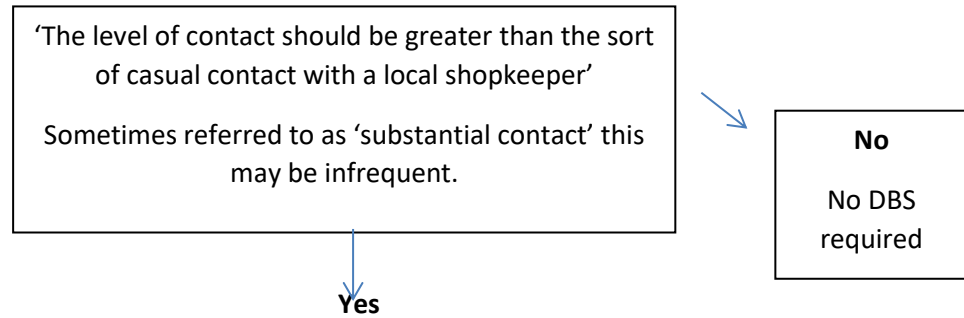 ‘The level of contact should be greater than the sort
of casual contact with a local shopkeeper’
Sometimes referred to as ‘substantial contact’ this
may be infrequent.
No
No DBS
required
Yes